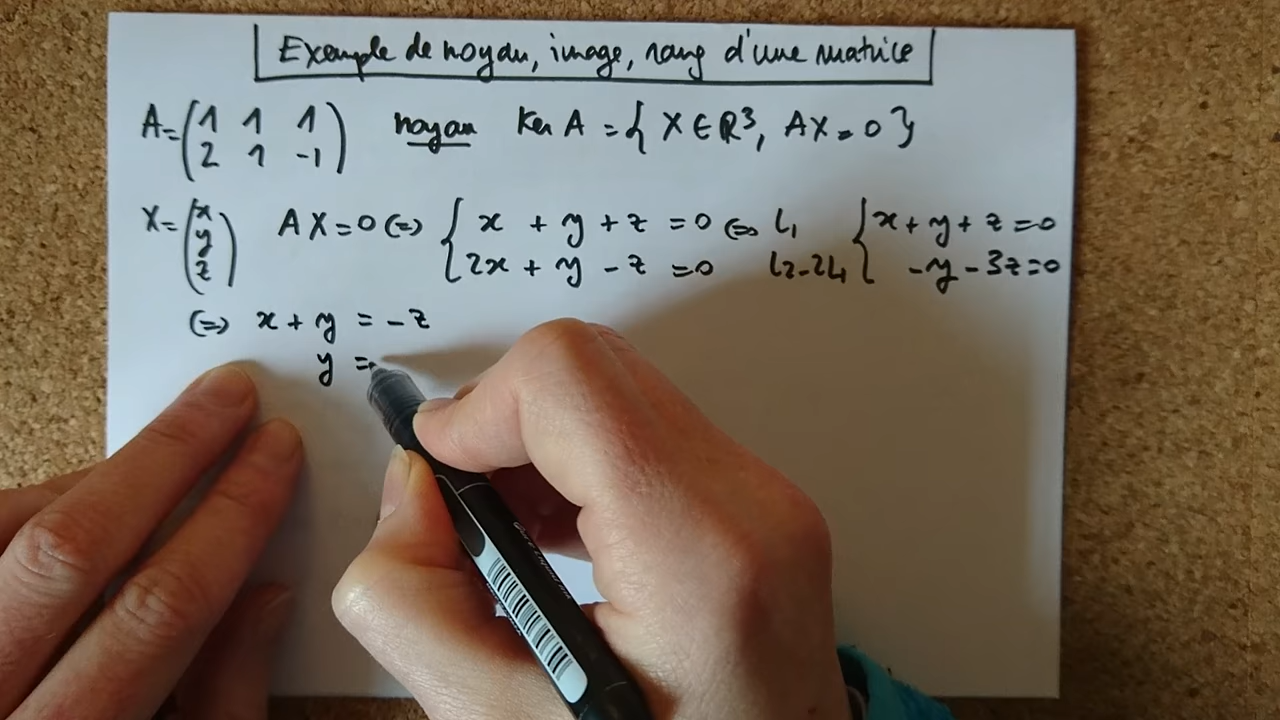 Exemple de noyau, image, rang d'une matrice
A = ( 1 1 1 ; 2 1 -1 ) noyau Ker A = { X ∈ ℝ³, AX = 0 }
X = ( x ; y ; z ) AX = 0 (=) { x + y + z = 0 (=) L₁ { x + y + z = 0
2x + y - z = 0 L2-2L1 -y - 3z = 0
(=) x + y = -z
y =